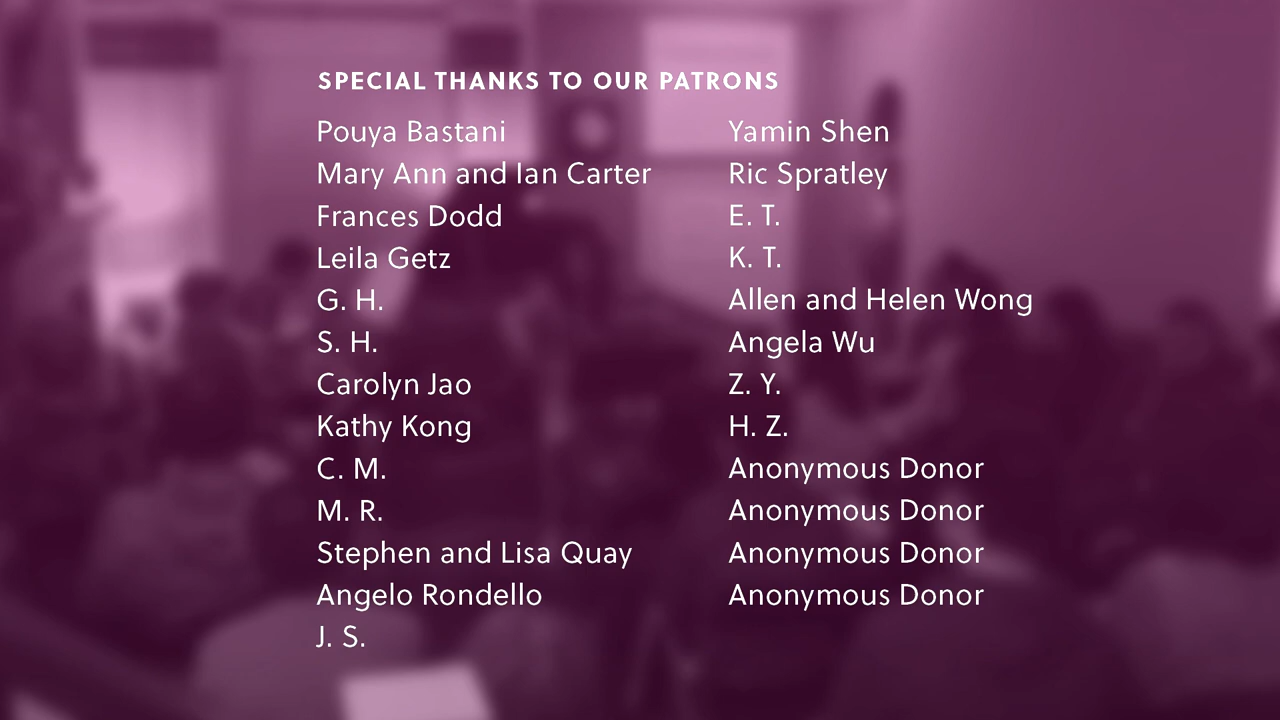 SPECIAL THANKS TO OUR PATRONS
Pouya Bastani
Mary Ann and Ian Carter
Frances Dodd
Leila Getz
G. H.
S. H.
Carolyn Jao
Kathy Kong
C. M.
M. R.
Stephen and Lisa Quay
Angelo Rondello
J. S.
Yamin Shen
Ric Spratley
E. T.
K. T.
Allen and Helen Wong
Angela Wu
Z. Y.
H. Z.
Anonymous Donor
Anonymous Donor
Anonymous Donor
Anonymous Donor